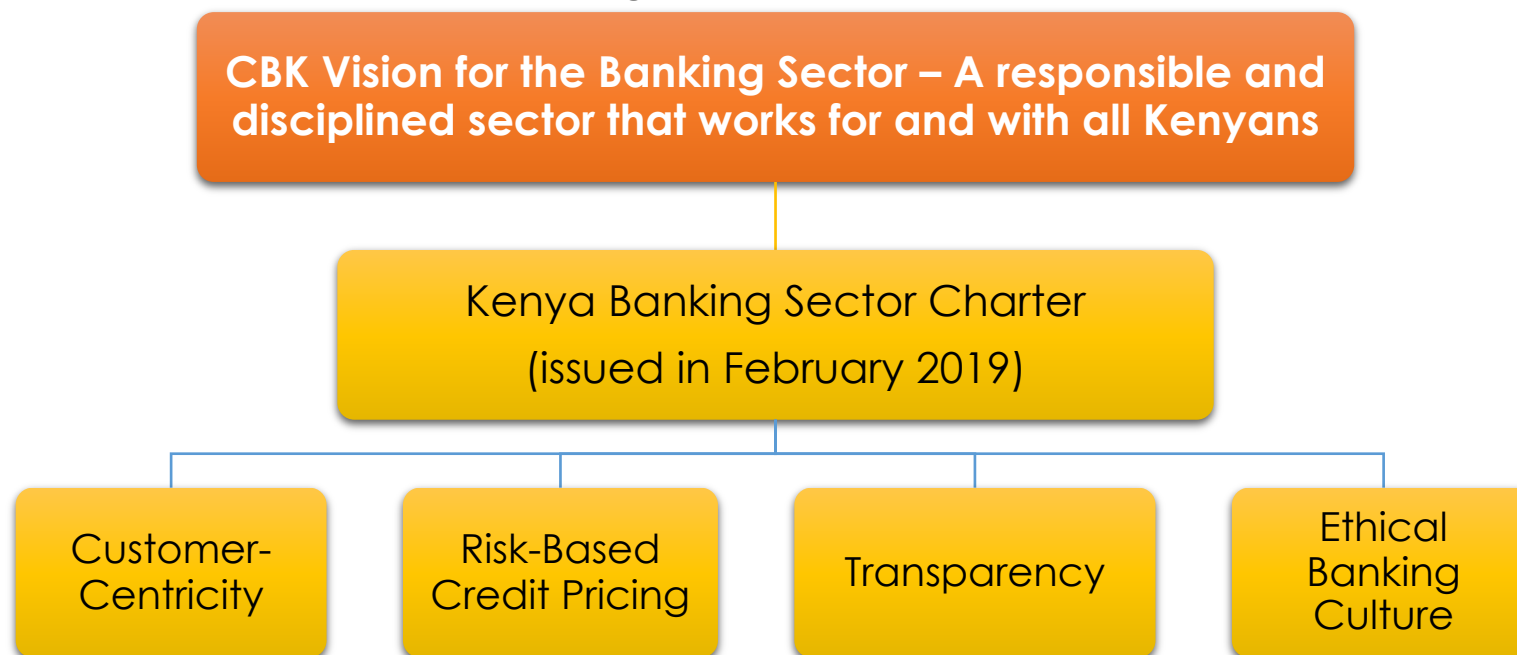 CBK Vision for the Banking Sector – A responsible and
disciplined sector that works for and with all Kenyans
Kenya Banking Sector Charter
(issued in February 2019)
Customer-
Centricity
Risk-Based
Credit Pricing
Transparency
Ethical
Banking
Culture